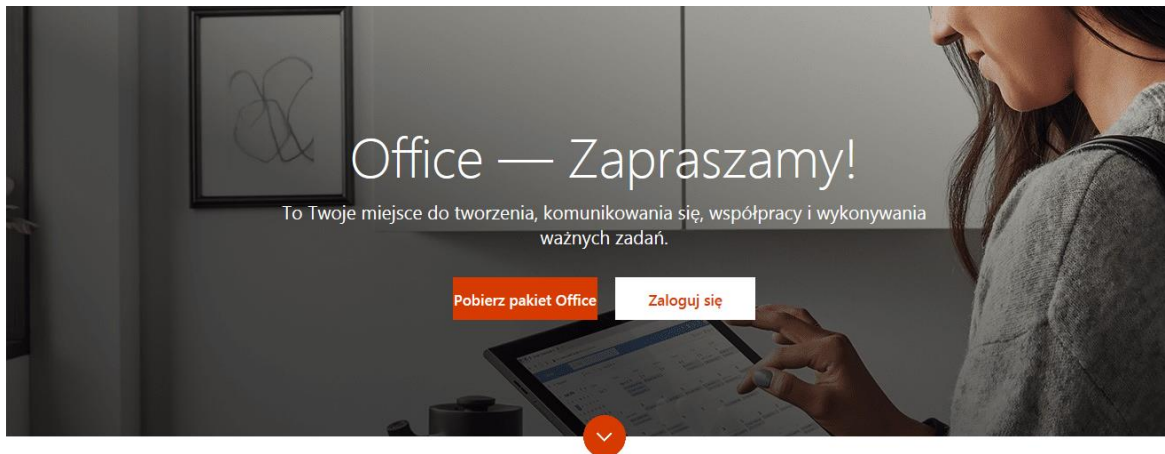 Office — Zapraszamy!
To Twoje miejsce do tworzenia, komunikowania się, współpracy i wykonywania
ważnych zadań.
Pobierz pakiet Office
Zaloguj się